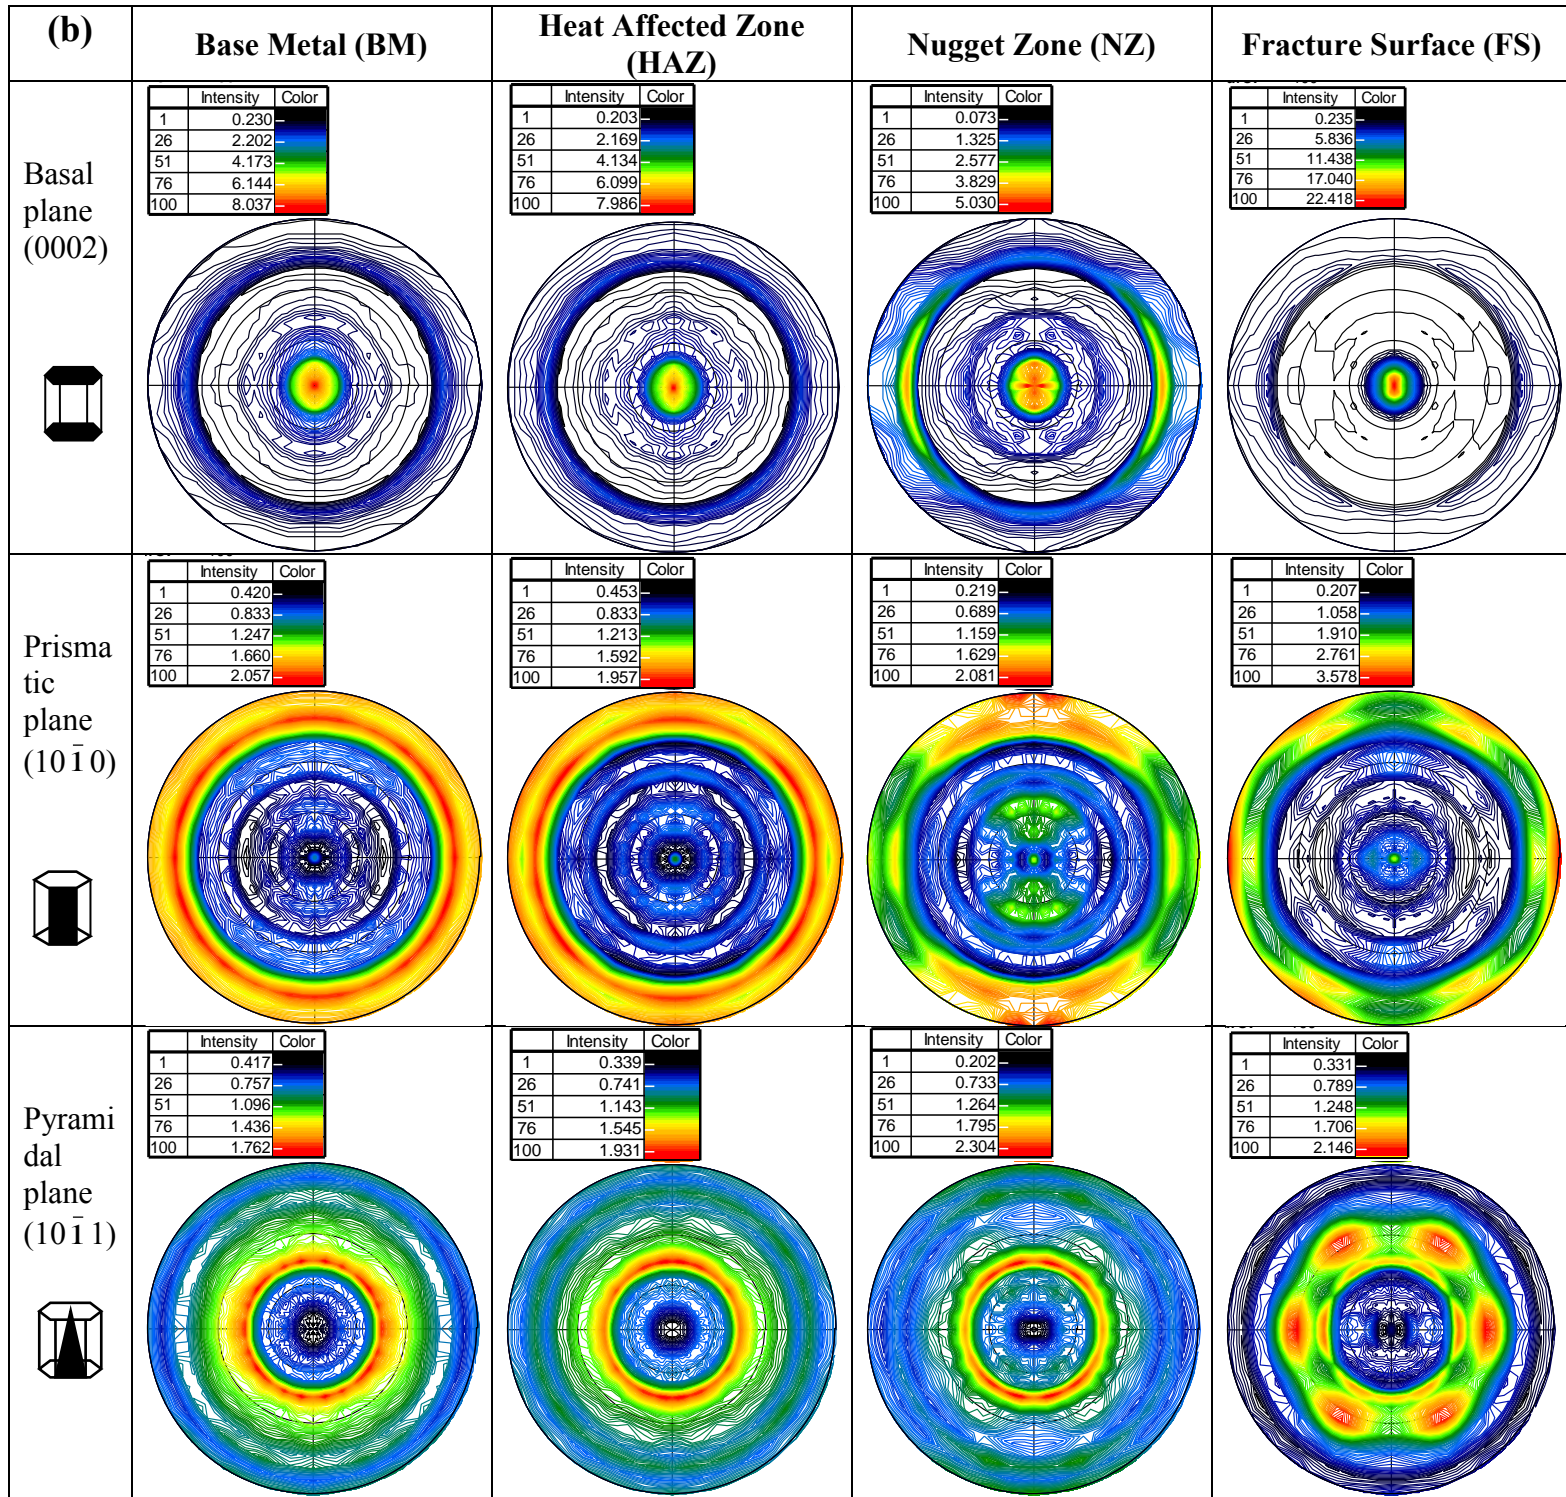 (b)
Base Metal (BM)
Heat Affected Zone
(HAZ)
Nugget Zone (NZ)
Fracture Surface (FS)
Basal
plane
(0002)
Intensity Color
1 0.230
26 2.202
51 4.173
76 6.144
100 8.037
Intensity Color
1 0.203
26 2.169
51 4.134
76 6.099
100 7.986
Intensity Color
1 0.073
26 1.325
51 2.577
76 3.829
100 5.030
Intensity Color
1 0.235
26 5.836
51 11.438
76 17.040
100 22.418
Prisma
tic
plane
(101̄0)
Intensity Color
1 0.420
26 0.833
51 1.247
76 1.660
100 2.057
Intensity Color
1 0.453
26 0.833
51 1.213
76 1.592
100 1.957
Intensity Color
1 0.219
26 0.689
51 1.159
76 1.629
100 2.081
Intensity Color
1 0.207
26 1.058
51 1.910
76 2.761
100 3.578
Pyrami
dal
plane
(101̄1)
Intensity Color
1 0.417
26 0.757
51 1.096
76 1.436
100 1.762
Intensity Color
1 0.339
26 0.741
51 1.143
76 1.545
100 1.931
Intensity Color
1 0.202
26 0.733
51 1.264
76 1.795
100 2.304
Intensity Color
1 0.331
26 0.789
51 1.248
76 1.706
100 2.146